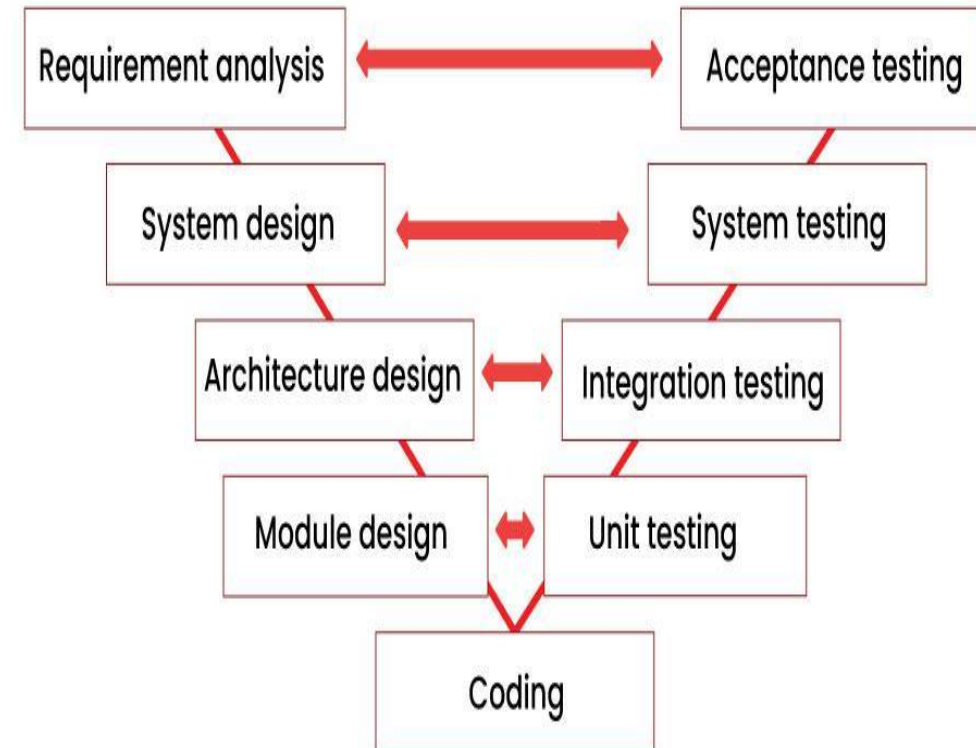 Requirement analysis
Acceptance testing
System design
System testing
Architecture design
Integration testing
Module design
Unit testing
Coding